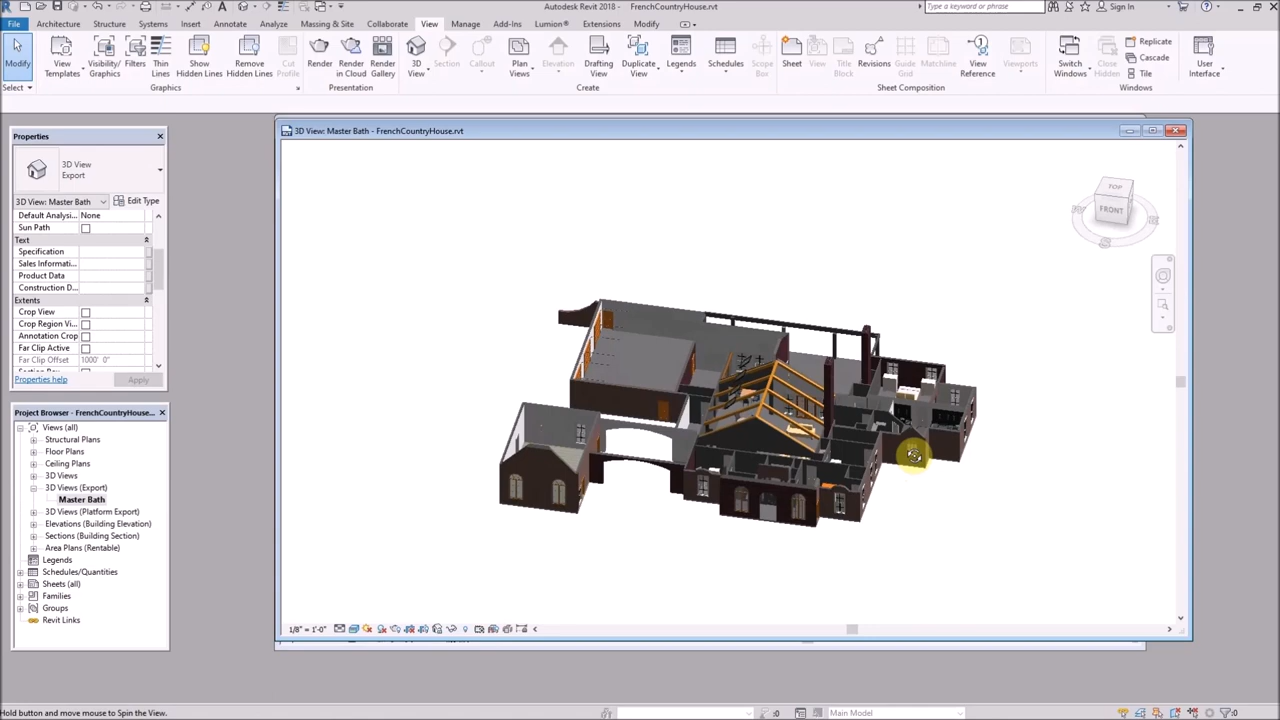 Autodesk Revit 2018 - FrenchCountryHouse.rvt
Type a keyword or phrase
Sign In
File Architecture Structure Systems Insert Annotate Analyze Massing & Site Collaborate View Manage Add-Ins Lumion® Extensions Modify
Modify
View Templates
Visibility/ Graphics
Filters
Thin Lines
Show Hidden Lines
Remove Hidden Lines
Cut Profile
Render
Render in Cloud
Render Gallery
3D View
Section
Callout
Plan Views
Elevation
Drafting View
Duplicate View
Legends
Schedules
Scope Box
Sheet
View
Title Block
Revisions
Guide Grid
Matchline
View Reference
Viewports
Switch Windows
Close Hidden
Replicate
Cascade
Tile
User Interface
Select Graphics Presentation Create Sheet Composition Windows
Properties
3D View
Export
3D View: Master Bath
Edit Type
Default Analysi... None
Sun Path
Text
Specification
Sales Informati...
Product Data
Construction D...
Extents
Crop View
Crop Region Vi...
Annotation Crop
Far Clip Active
Far Clip Offset 1000' 0"
Properties help
Apply
Project Browser - FrenchCountryHouse...
Views (all)
Structural Plans
Floor Plans
Ceiling Plans
3D Views
3D Views (Export)
Master Bath
3D Views (Platform Export)
Elevations (Building Elevation)
Sections (Building Section)
Area Plans (Rentable)
Legends
Schedules/Quantities
Sheets (all)
Families
Groups
Revit Links
3D View: Master Bath - FrenchCountryHouse.rvt
TOP
FRONT
1/8" = 1'-0"
Hold button and move mouse to Spin the View.
:0
Main Model
:0